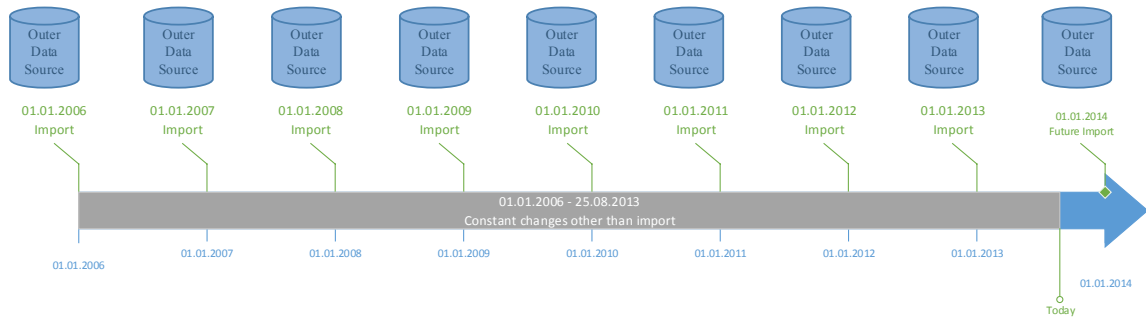 Outer
Data
Source
Outer
Data
Source
Outer
Data
Source
Outer
Data
Source
Outer
Data
Source
Outer
Data
Source
Outer
Data
Source
Outer
Data
Source
Outer
Data
Source
01.01.2006
Import
01.01.2007
Import
01.01.2008
Import
01.01.2009
Import
01.01.2010
Import
01.01.2011
Import
01.01.2012
Import
01.01.2013
Import
01.01.2014
Future Import
01.01.2006 - 25.08.2013
Constant changes other than import
01.01.2006
01.01.2007
01.01.2008
01.01.2009
01.01.2010
01.01.2011
01.01.2012
01.01.2013
01.01.2014
Today